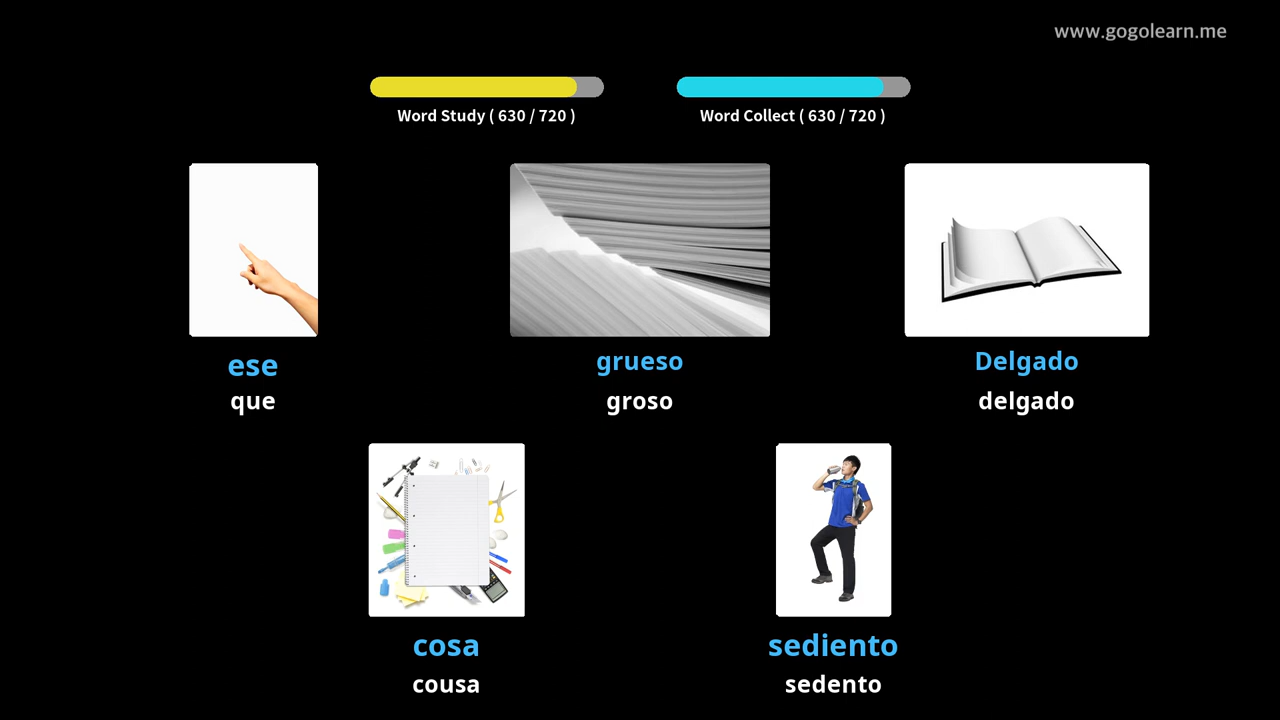 www.gogolearn.me
Word Study ( 630 / 720 )
Word Collect ( 630 / 720 )
ese
que
grueso
groso
Delgado
delgado
cosa
cousa
sediento
sedento